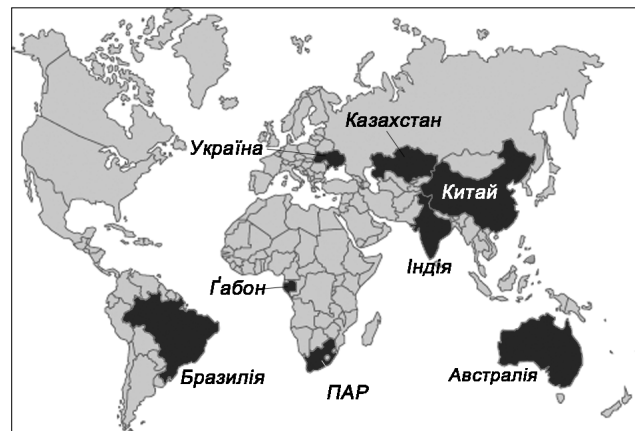 Казахстан
Україна
Китай
Індія
Ґабон
Бразилія
ПАР
Австралія